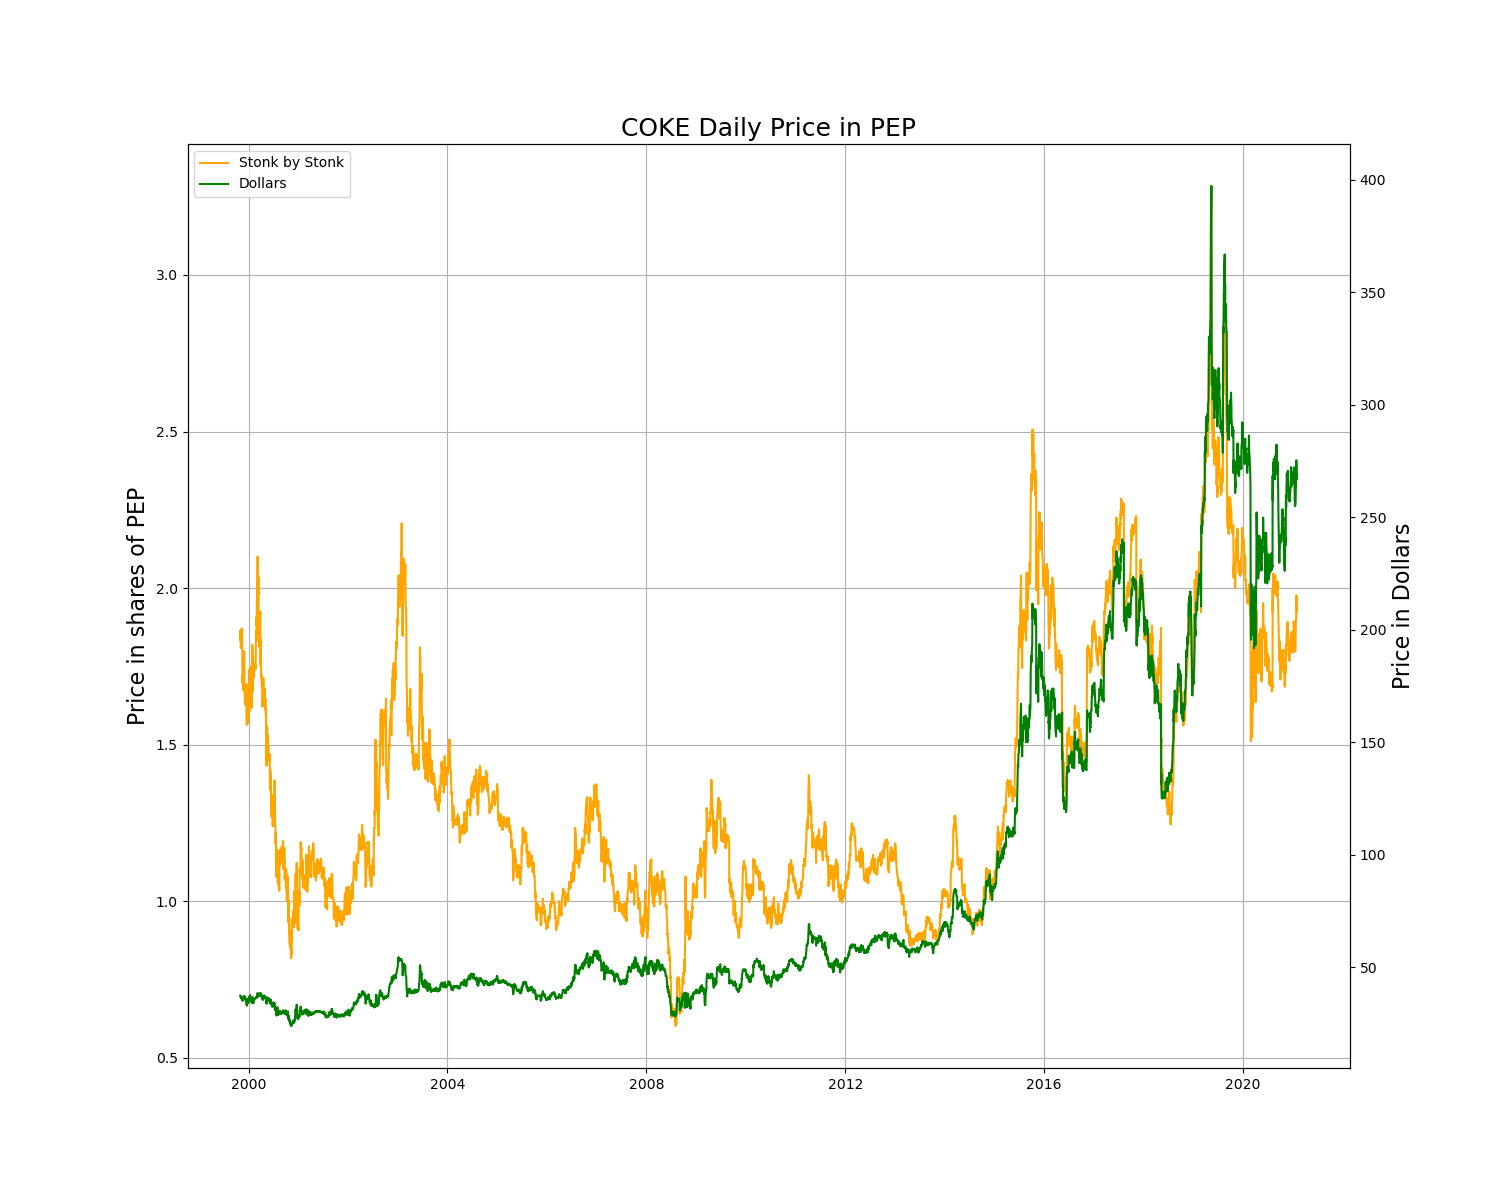 COKE Daily Price in PEP
Stonk by Stonk
Dollars
Price in shares of PEP
3.0
2.5
2.0
1.5
1.0
0.5
400
350
300
250
200
150
100
50
Price in Dollars
2000 2004 2008 2012 2016 2020